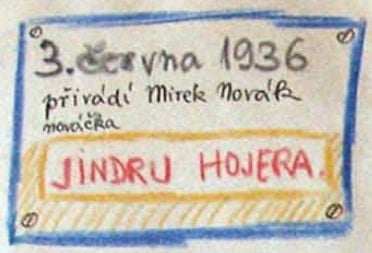 3. června 1936
přivádí Mirek Novák
nováčka
JINDRU HOJERA.